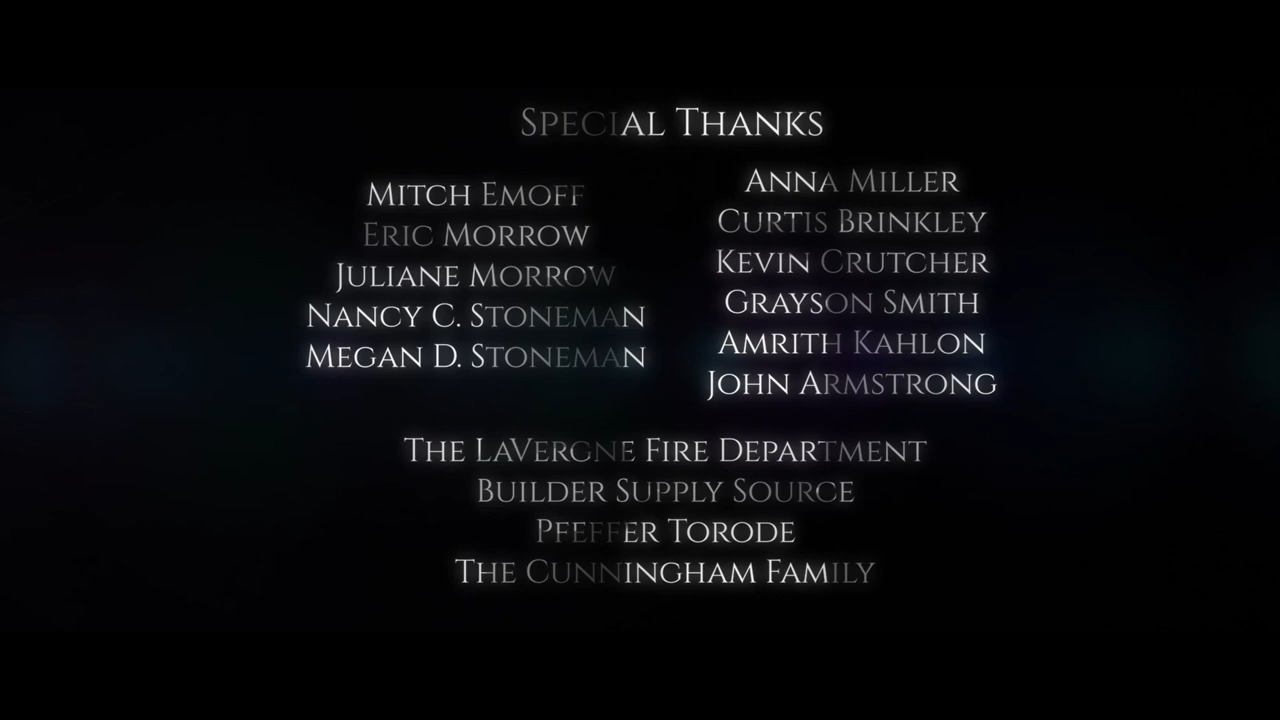 Special Thanks
Mitch Emoff
Eric Morrow
Juliane Morrow
Nancy C. Stoneman
Megan D. Stoneman
Anna Miller
Curtis Brinkley
Kevin Crutcher
Grayson Smith
Amrith Kahlon
John Armstrong
The LaVergne Fire Department
Builder Supply Source
Pfeffer Torode
The Cunningham Family